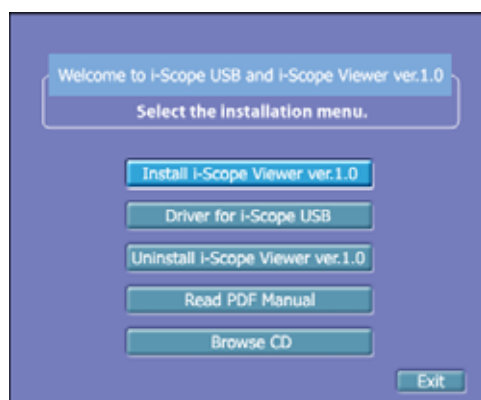 Welcome to i-Scope USB and i-Scope Viewer ver.1.0
Select the installation menu.
Install i-Scope Viewer ver.1.0
Driver for i-Scope USB
Uninstall i-Scope Viewer ver.1.0
Read PDF Manual
Browse CD
Exit